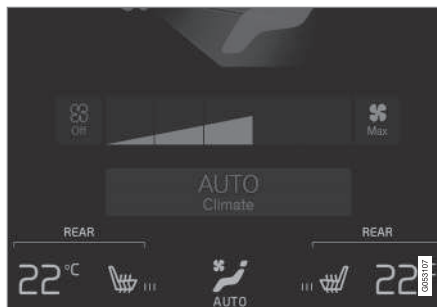 Off
Max
AUTO
Climate
REAR REAR
22°C 22°
AUTO
G053107